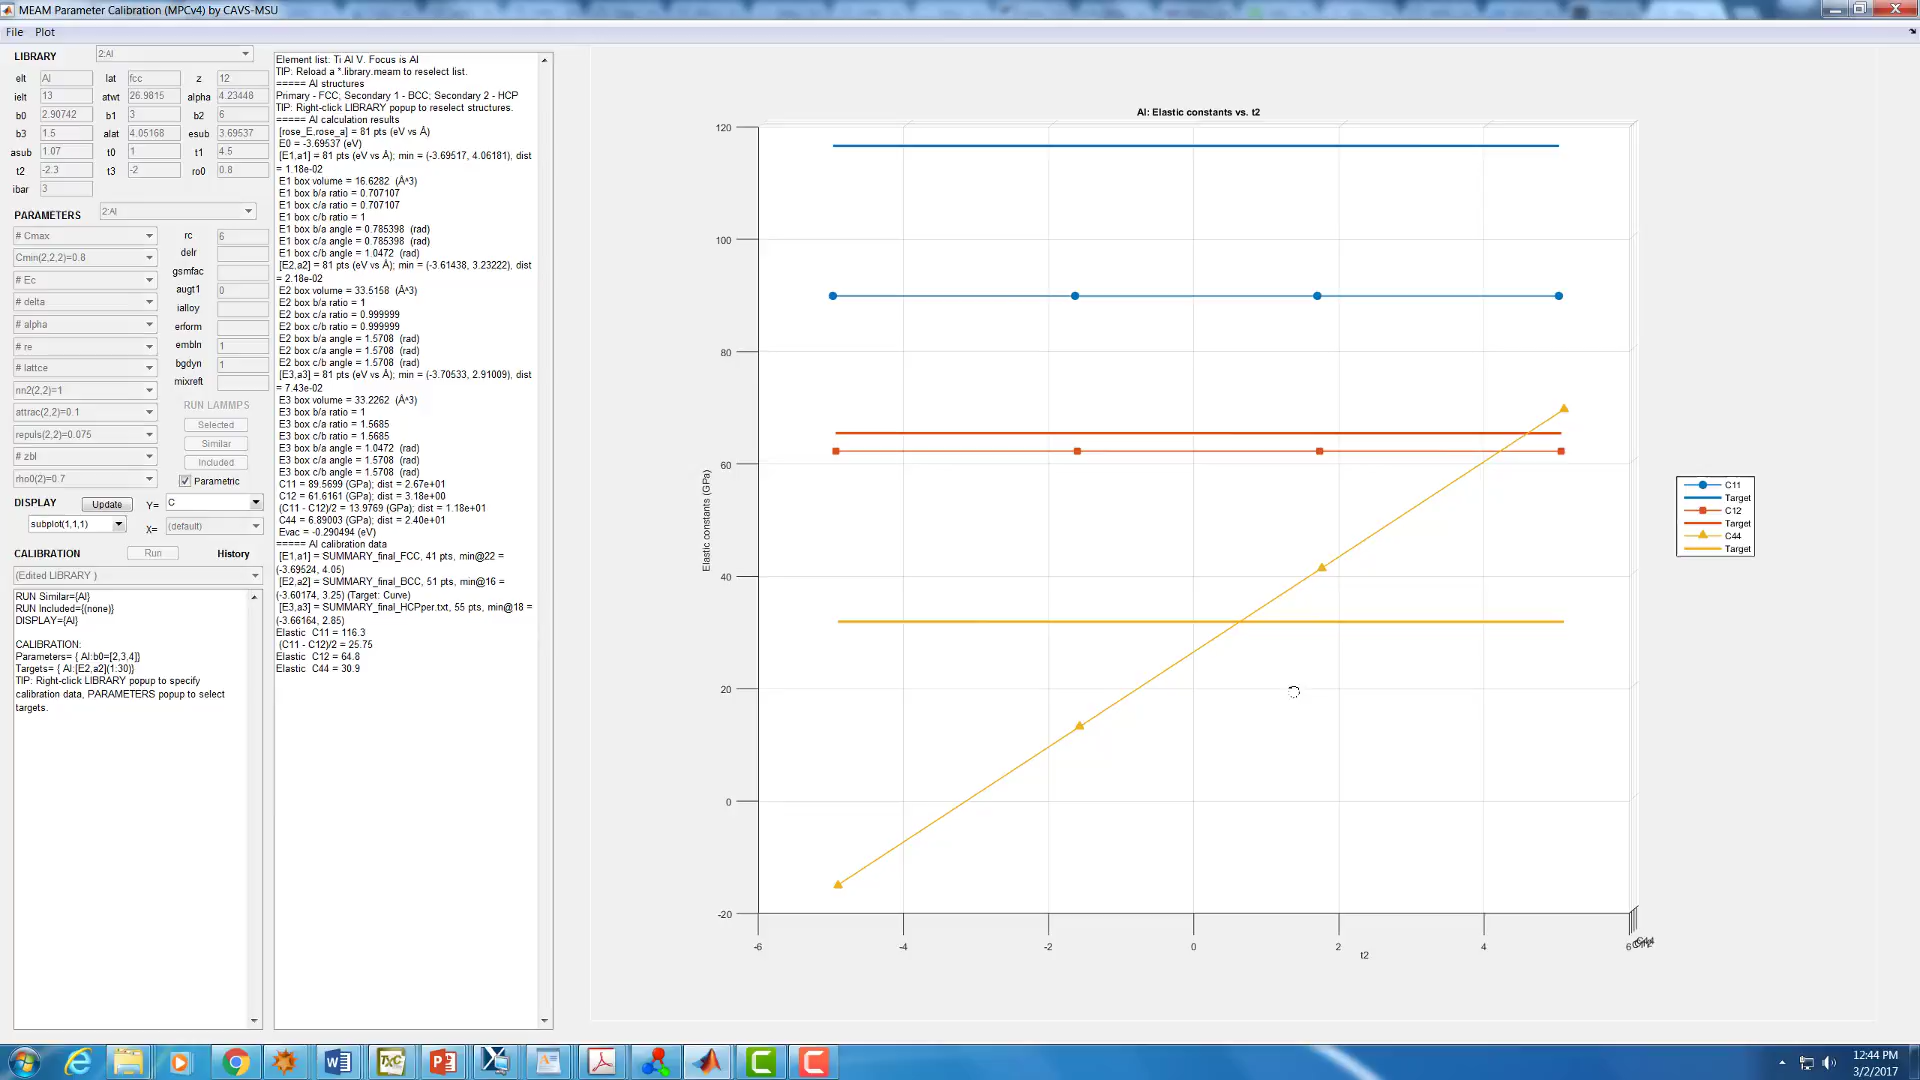 MEAM Parameter Calibration (MPCv4) by CAVS-MSU
File Plot
LIBRARY 2:Al
elt Al lat fcc z 12
ielt 13 atwt 26.9815 alpha 4.23448
b0 2.90742 b1 3 b2 6
b3 1.5 alat 4.05168 esub 3.69537
asub 1.07 t0 1 t1 4.5
t2 -2.3 t3 -2 ro0 0.8
ibar 3
PARAMETERS 2:Al
# Cmax rc 6
Cmin(2,2,2)=0.8 delr
# Ec gsmfac
# delta augt1 0
# alpha ialloy
# re erform
# lattce embln 1
nn2(2,2)=1 bgdyn 1
attrac(2,2)=0.1 mixreft
repuls(2,2)=0.075
# zbl
rho0(2)=0.7
RUN LAMMPS
Selected
Similar
Included
Parametric
DISPLAY Update Y= C
subplot(1,1,1) X= (default)
CALIBRATION Run History
(Edited LIBRARY )
RUN Similar={Al}
RUN Included={(none)}
DISPLAY={Al}
CALIBRATION:
Parameters= { Al:b0=[2,3,4]}
Targets= { Al:[E2,a2](1:30)}
TIP: Right-click LIBRARY popup to specify
calibration data, PARAMETERS popup to select
targets.
Element list: Ti Al V. Focus is Al
TIP: Reload a *.library.meam to reselect list.
===== Al structures
Primary - FCC; Secondary 1 - BCC; Secondary 2 - HCP
TIP: Right-click LIBRARY popup to reselect structures.
===== Al calculation results
[rose_E,rose_a] = 81 pts (eV vs Å)
E0 = -3.69537 (eV)
[E1,a1] = 81 pts (eV vs Å); min = (-3.69517, 4.06181), dist
= 1.18e-02
E1 box volume = 16.6282 (Å^3)
E1 box b/a ratio = 0.707107
E1 box c/a ratio = 0.707107
E1 box c/b ratio = 1
E1 box b/a angle = 0.785398 (rad)
E1 box c/a angle = 0.785398 (rad)
E1 box c/b angle = 1.0472 (rad)
[E2,a2] = 81 pts (eV vs Å); min = (-3.61438, 3.23222), dist
= 2.18e-02
E2 box volume = 33.5158 (Å^3)
E2 box b/a ratio = 1
E2 box c/a ratio = 0.999999
E2 box c/b ratio = 0.999999
E2 box b/a angle = 1.5708 (rad)
E2 box c/a angle = 1.5708 (rad)
E2 box c/b angle = 1.5708 (rad)
[E3,a3] = 81 pts (eV vs Å); min = (-3.70533, 2.91009), dist
= 7.43e-02
E3 box volume = 33.2262 (Å^3)
E3 box b/a ratio = 1
E3 box c/a ratio = 1.5685
E3 box c/b ratio = 1.5685
E3 box b/a angle = 1.0472 (rad)
E3 box c/a angle = 1.5708 (rad)
E3 box c/b angle = 1.5708 (rad)
C11 = 89.5699 (GPa); dist = 2.67e+01
C12 = 61.6161 (GPa); dist = 3.18e+00
(C11 - C12)/2 = 13.9769 (GPa); dist = 1.18e+01
C44 = 6.89003 (GPa); dist = 2.40e+01
Evac = -0.290494 (eV)
===== Al calibration data
[E1,a1] = SUMMARY_final_FCC, 41 pts, min@22 =
(-3.69524, 4.05)
[E2,a2] = SUMMARY_final_BCC, 51 pts, min@16 =
(-3.60174, 3.25) (Target: Curve)
[E3,a3] = SUMMARY_final_HCPper.txt, 55 pts, min@18 =
(-3.66164, 2.85)
Elastic C11 = 116.3
(C11 - C12)/2 = 25.75
Elastic C12 = 64.8
Elastic C44 = 30.9
Al: Elastic constants vs. t2
Elastic constants (GPa)
120
100
80
60
40
20
0
-20
-6 -4 -2 0 2 4 6
t2
C11
Target
C12
Target
C44
Target
12:44 PM
3/2/2017